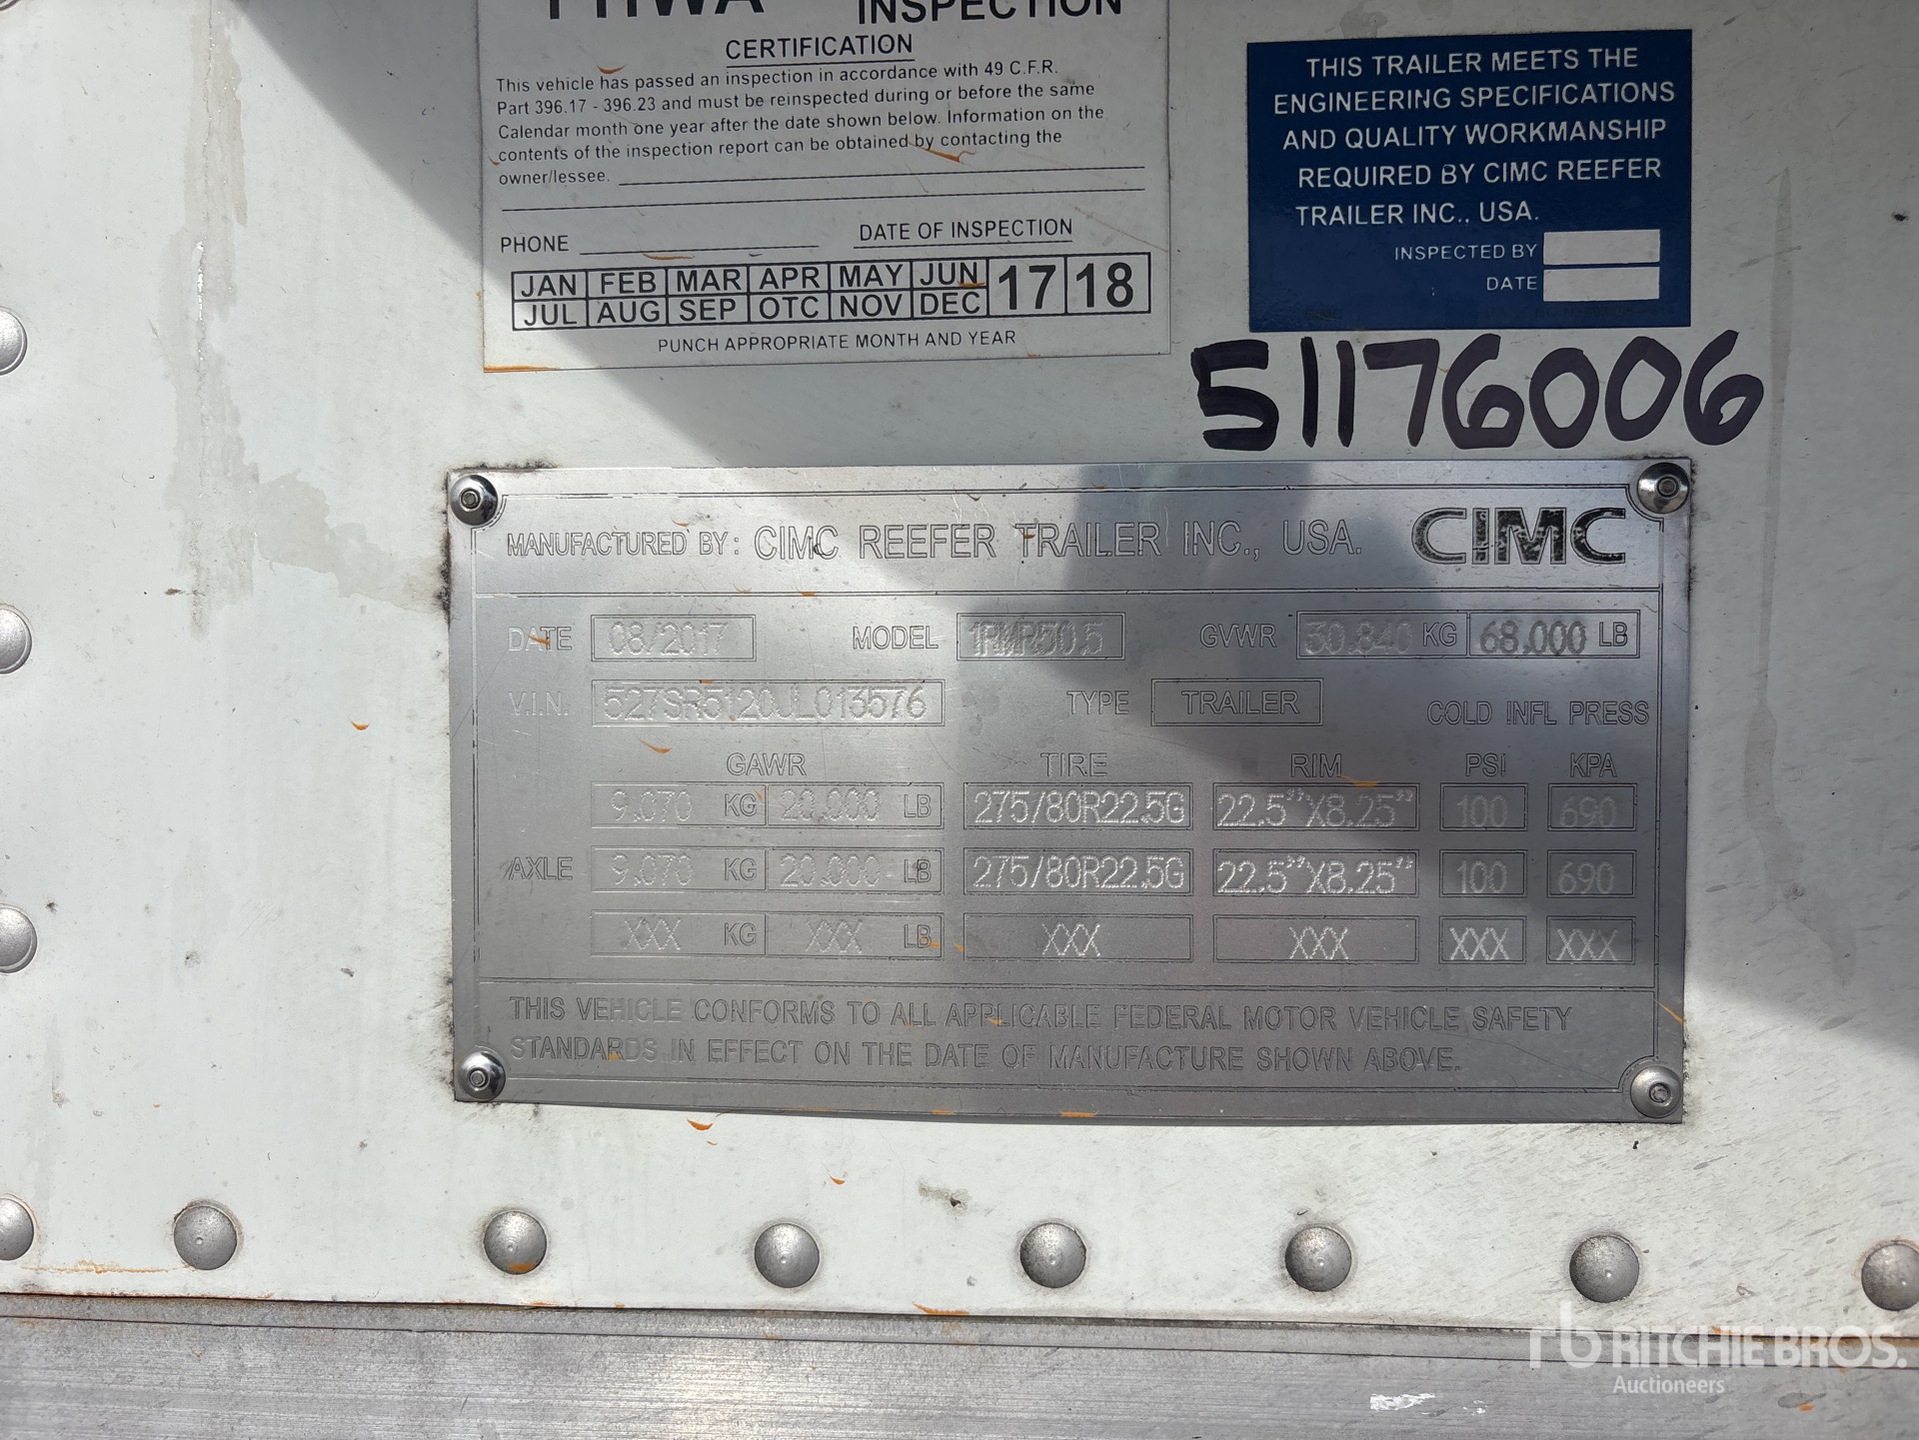 FHWA INSPECTION
CERTIFICATION
This vehicle has passed an inspection in accordance with 49 C.F.R.
Part 396.17 - 396.23 and must be reinspected during or before the same
Calendar month one year after the date shown below. Information on the
contents of the inspection report can be obtained by contacting the
owner/lessee.
PHONE DATE OF INSPECTION
JAN FEB MAR APR MAY JUN 17 18
JUL AUG SEP OTC NOV DEC
PUNCH APPROPRIATE MONTH AND YEAR
THIS TRAILER MEETS THE
ENGINEERING SPECIFICATIONS
AND QUALITY WORKMANSHIP
REQUIRED BY CIMC REEFER
TRAILER INC., USA.
INSPECTED BY
DATE
51176006
MANUFACTURED BY: CIMC REEFER TRAILER INC., USA. CIMC
DATE 08/2017 MODEL 1RMR50.5 GVWR 30.840 KG 68.000 LB
V.I.N. 527SR5120JL013576 TYPE TRAILER COLD INFL PRESS
GAWR TIRE RIM PSI KPA
9.070 KG 20.000 LB 275/80R22.5G 22.5"X8.25" 100 690
AXLE 9.070 KG 20.000 LB 275/80R22.5G 22.5"X8.25" 100 690
XXX KG XXX LB XXX XXX XXX XXX
THIS VEHICLE CONFORMS TO ALL APPLICABLE FEDERAL MOTOR VEHICLE SAFETY
STANDARDS IN EFFECT ON THE DATE OF MANUFACTURE SHOWN ABOVE.
rb RITCHIE BROS.
Auctioneers